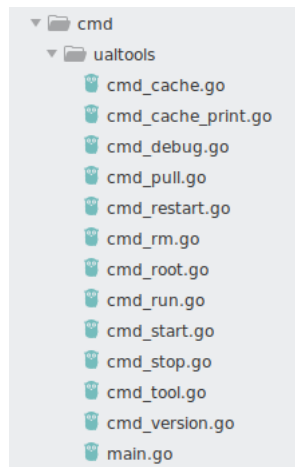 cmd
ualtools
cmd_cache.go
cmd_cache_print.go
cmd_debug.go
cmd_pull.go
cmd_restart.go
cmd_rm.go
cmd_root.go
cmd_run.go
cmd_start.go
cmd_stop.go
cmd_tool.go
cmd_version.go
main.go